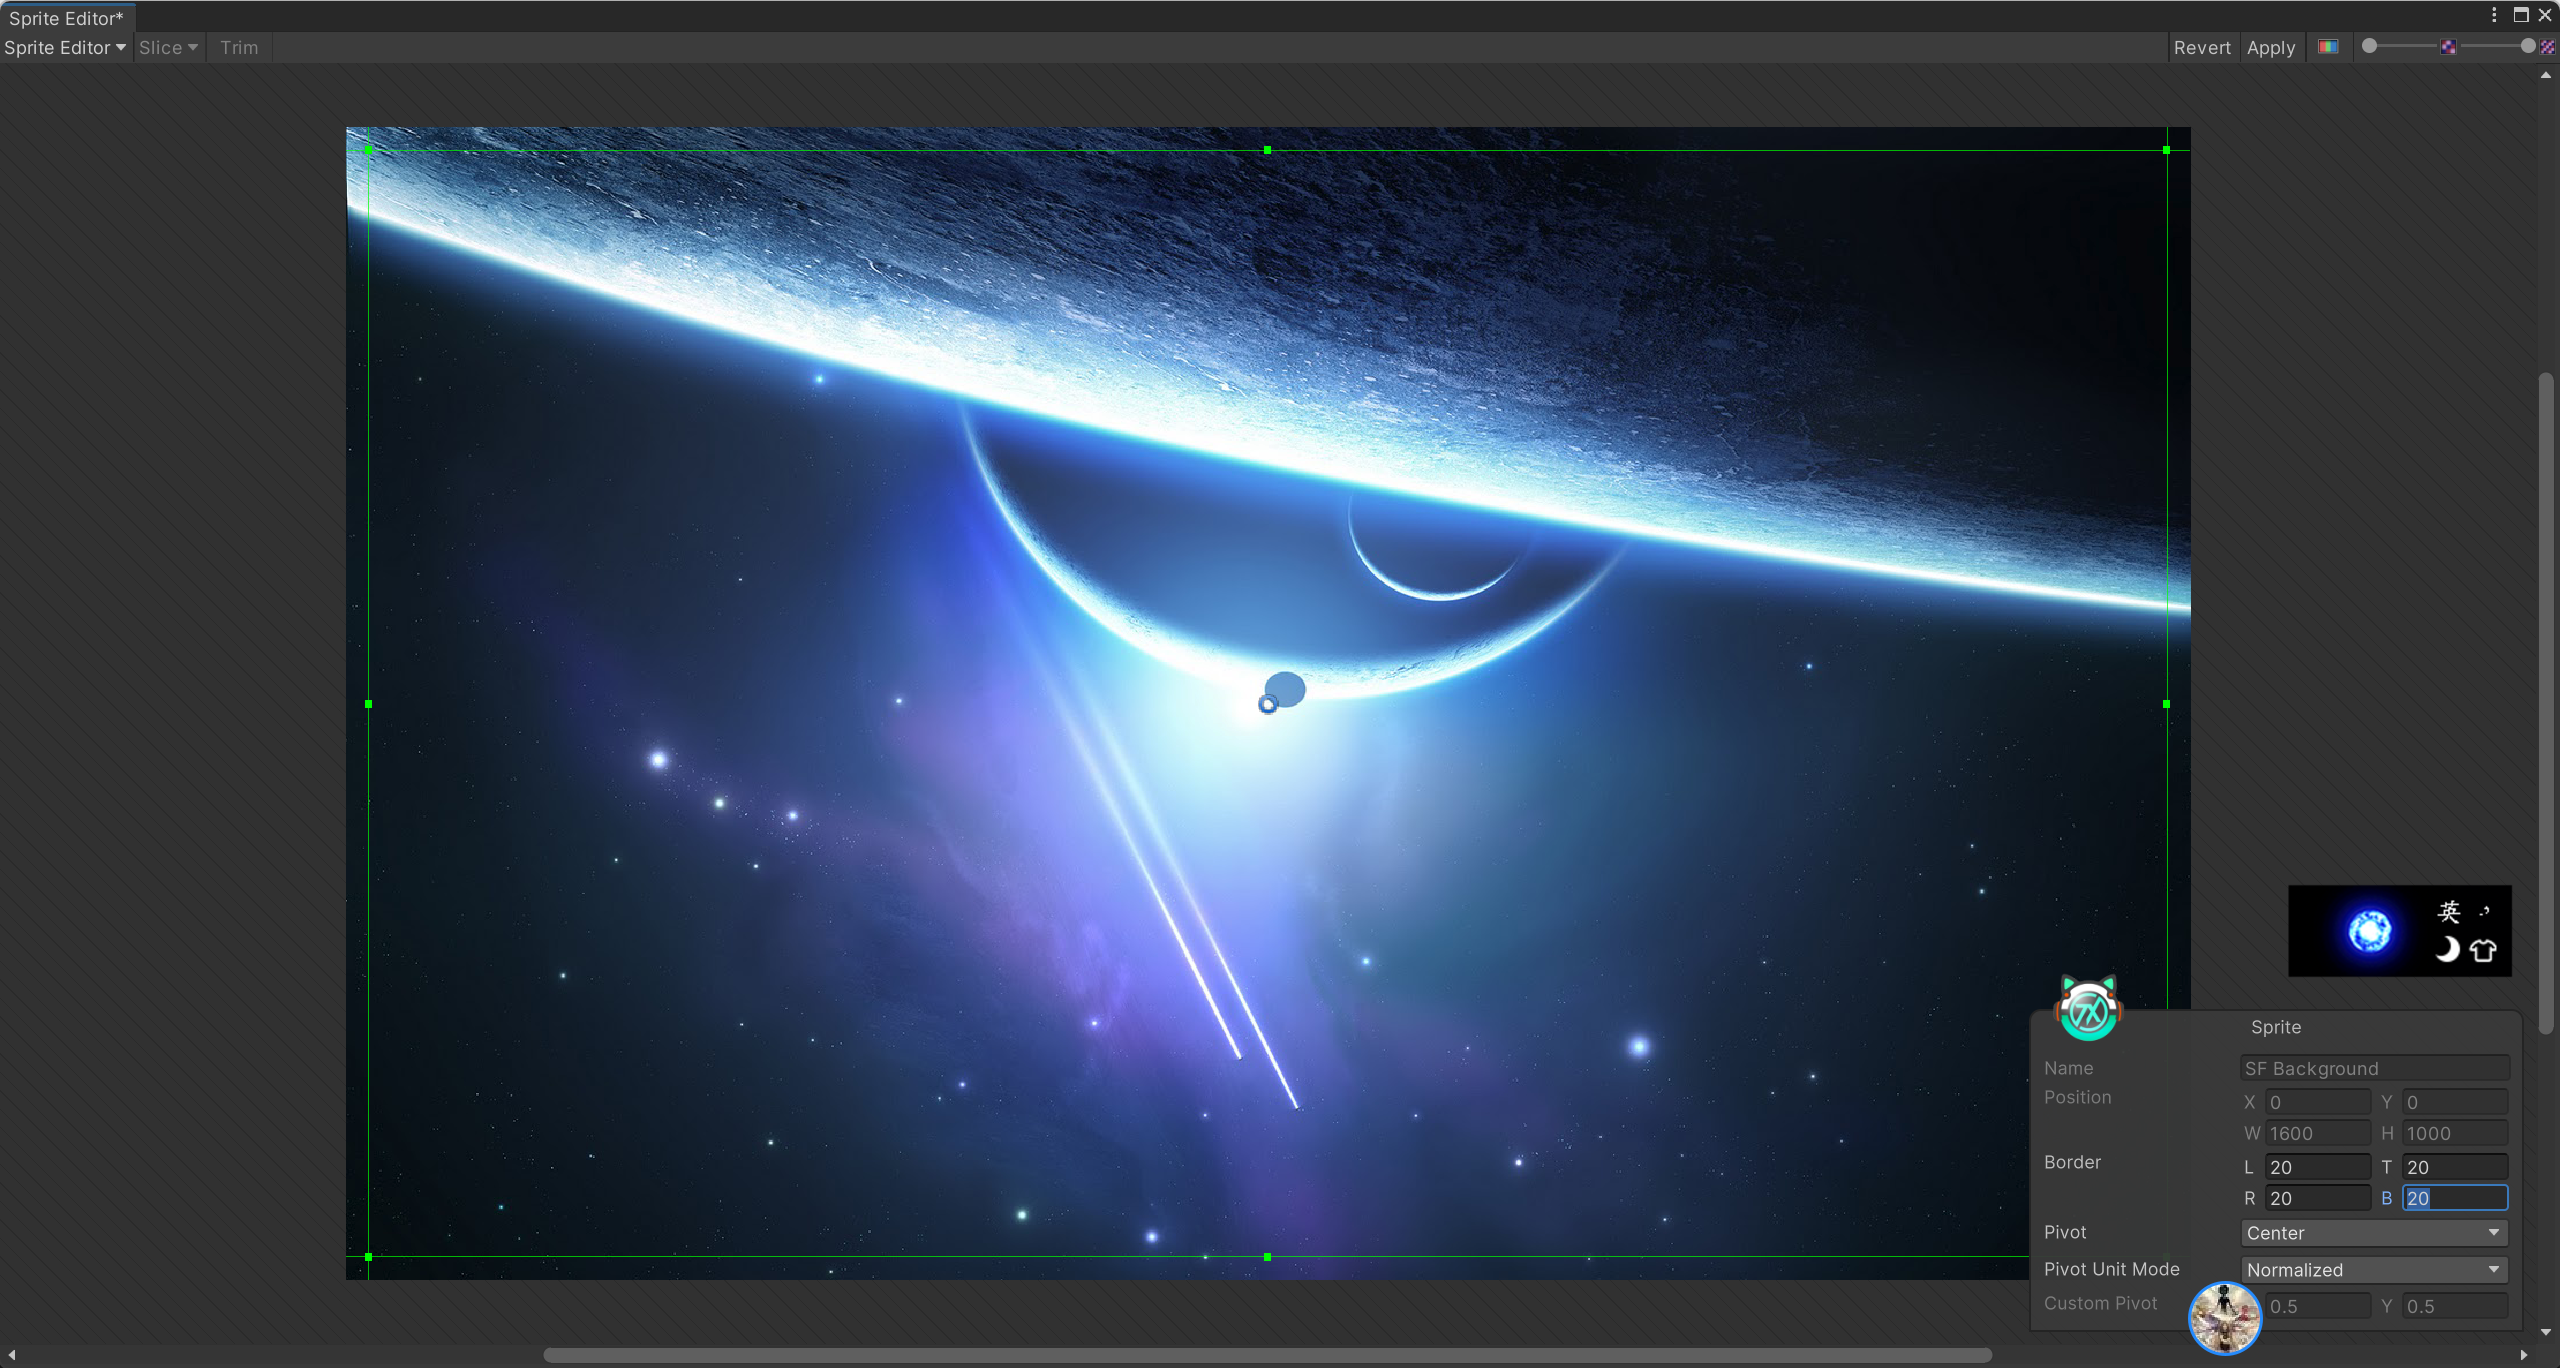 Sprite Editor*
Sprite Editor Slice Trim Revert Apply
英
Sprite
Name SF Background
Position X 0 Y 0
W 1600 H 1000
Border L 20 T 20
R 20 B 20
Pivot Center
Pivot Unit Mode Normalized
Custom Pivot 0.5 Y 0.5